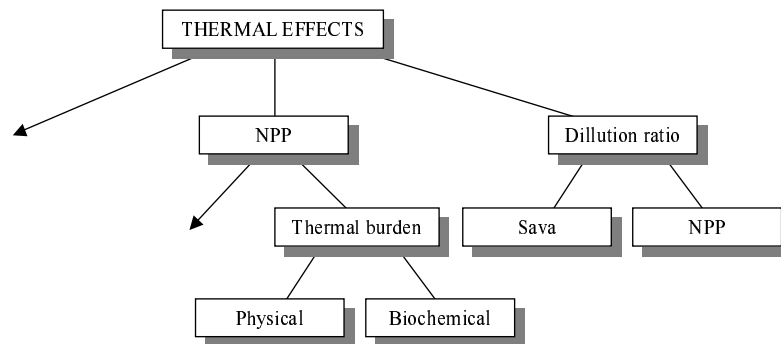 THERMAL EFFECTS
NPP
Dillution ratio
Thermal burden
Sava
NPP
Physical
Biochemical